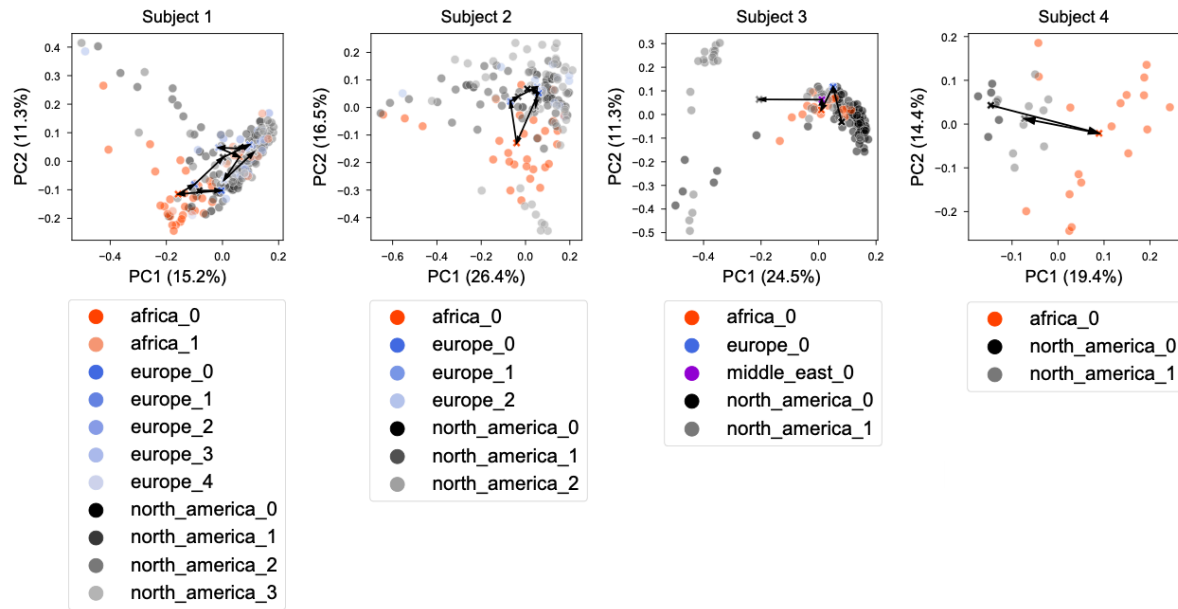 Subject 1
PC2 (11.3%)
0.4
0.3
0.2
0.1
0.0
−0.1
−0.2
−0.4
−0.2
0.0
0.2
PC1 (15.2%)
africa_0
africa_1
europe_0
europe_1
europe_2
europe_3
europe_4
north_america_0
north_america_1
north_america_2
north_america_3
Subject 2
PC2 (16.5%)
0.2
0.1
0.0
−0.1
−0.2
−0.3
−0.4
−0.6
−0.4
−0.2
0.0
0.2
PC1 (26.4%)
africa_0
europe_0
europe_1
europe_2
north_america_0
north_america_1
north_america_2
Subject 3
PC2 (11.3%)
0.3
0.2
0.1
0.0
−0.1
−0.2
−0.3
−0.4
−0.5
−0.4
−0.2
0.0
0.2
PC1 (24.5%)
africa_0
europe_0
middle_east_0
north_america_0
north_america_1
Subject 4
PC2 (14.4%)
0.2
0.1
0.0
−0.1
−0.2
−0.1
0.0
0.1
0.2
PC1 (19.4%)
africa_0
north_america_0
north_america_1